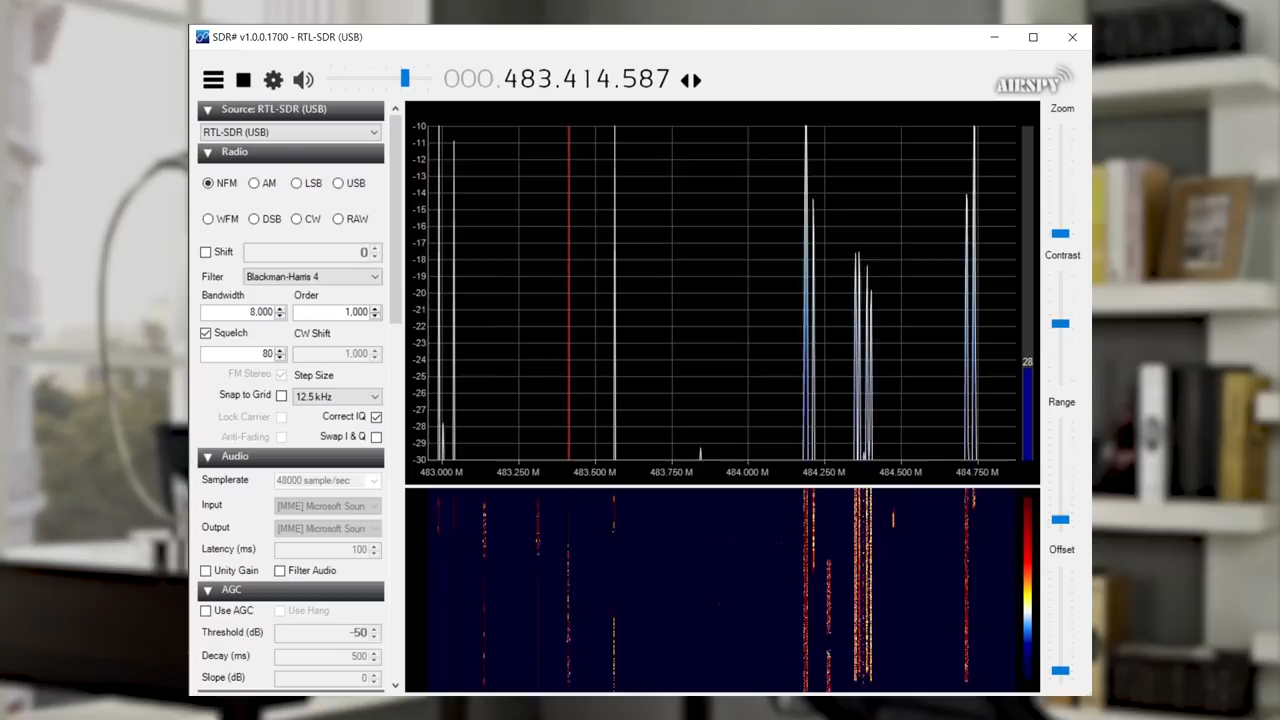 SDR# v1.0.0.1700 - RTL-SDR (USB)
000.483.414.587
AIRSPY
Source: RTL-SDR (USB)
RTL-SDR (USB)
Radio
NFM AM LSB USB
WFM DSB CW RAW
Shift 0
Filter Blackman-Harris 4
Bandwidth Order
8,000 1,000
Squelch CW Shift
80 1,000
FM Stereo Step Size
Snap to Grid 12.5 kHz
Lock Carrier Correct IQ
Anti-Fading Swap I & Q
Audio
Samplerate 48000 sample/sec
Input [MME] Microsoft Soun
Output [MME] Microsoft Soun
Latency (ms) 100
Unity Gain Filter Audio
AGC
Use AGC Use Hang
Threshold (dB) -50
Decay (ms) 500
Slope (dB) 0
-10
-11
-12
-13
-14
-15
-16
-17
-18
-19
-20
-21
-22
-23
-24
-25
-26
-27
-28
-29
-30
483.000 M 483.250 M 483.500 M 483.750 M 484.000 M 484.250 M 484.500 M 484.750 M
28
Zoom
Contrast
Range
Offset